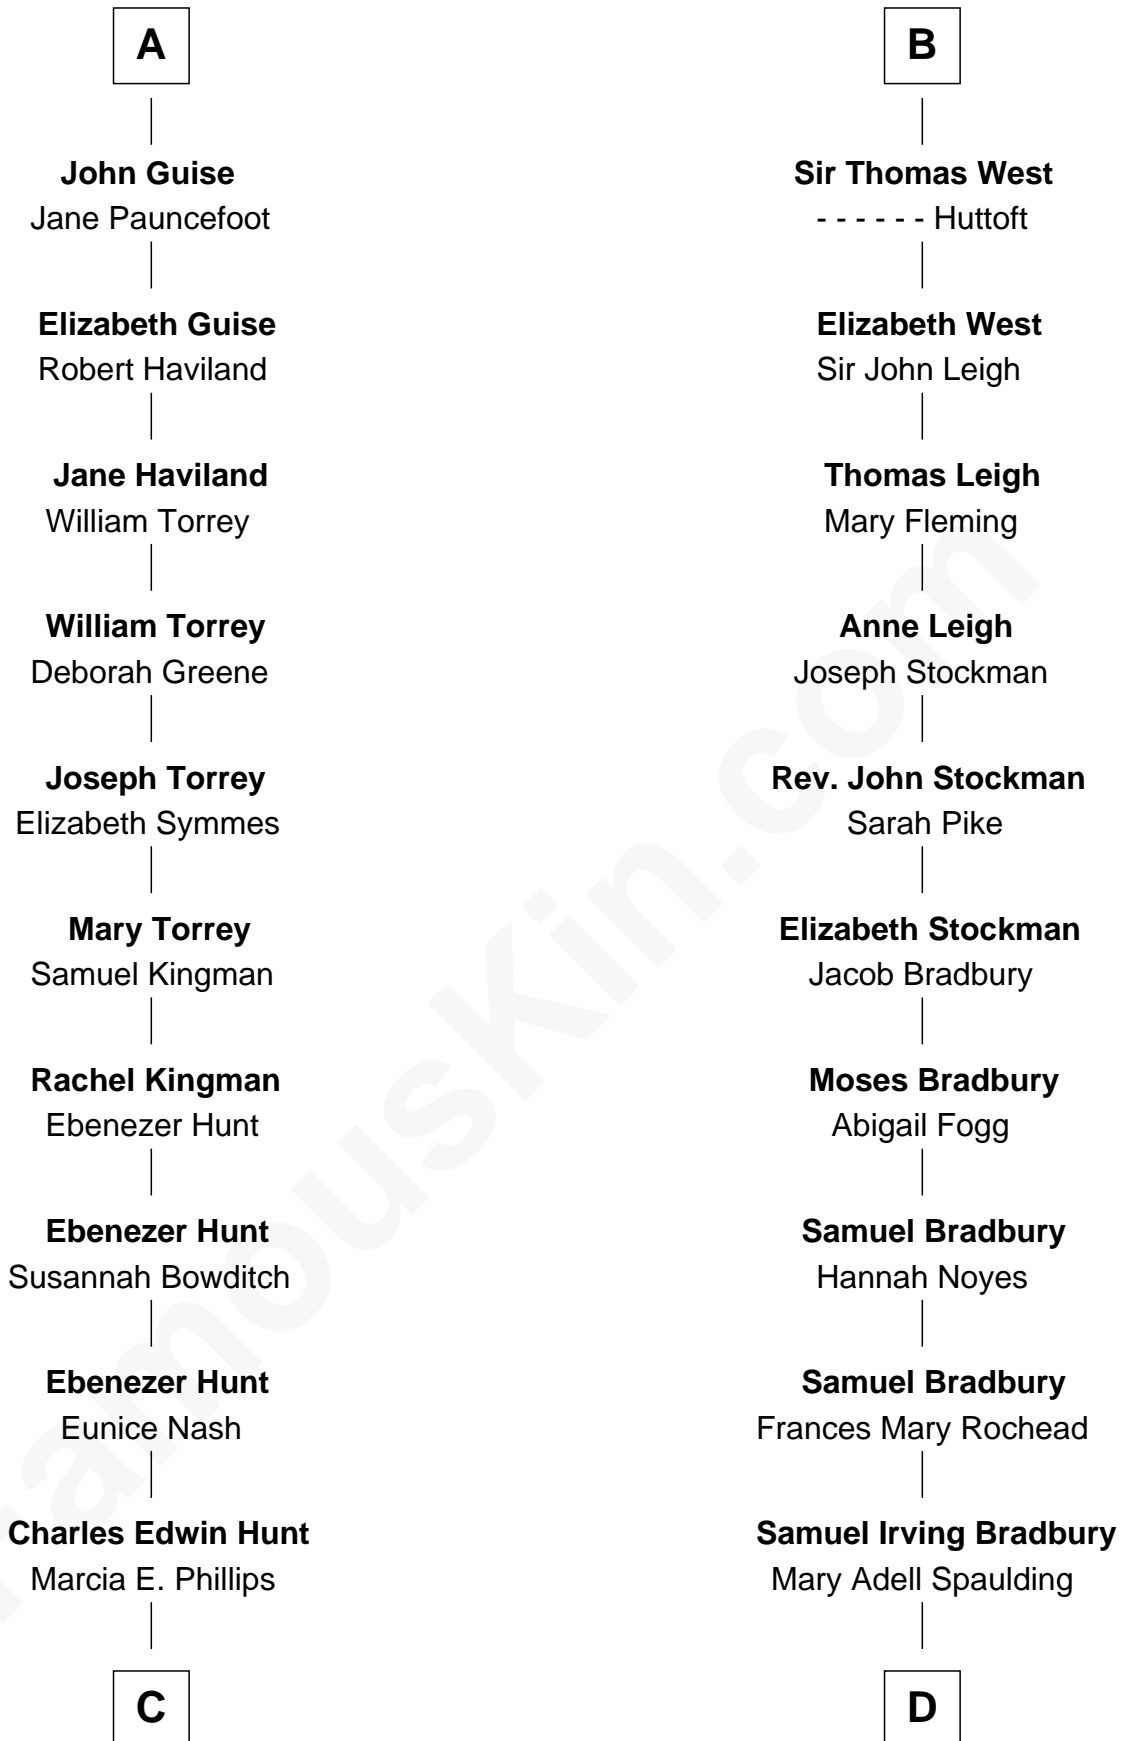 A
John Guise
Jane Pauncefoot
Elizabeth Guise
Robert Haviland
Jane Haviland
William Torrey
William Torrey
Deborah Greene
Joseph Torrey
Elizabeth Symmes
Mary Torrey
Samuel Kingman
Rachel Kingman
Ebenezer Hunt
Ebenezer Hunt
Susannah Bowditch
Ebenezer Hunt
Eunice Nash
Charles Edwin Hunt
Marcia E. Phillips
C
B
Sir Thomas West
- - - - - - Huttoft
Elizabeth West
Sir John Leigh
Thomas Leigh
Mary Fleming
Anne Leigh
Joseph Stockman
Rev. John Stockman
Sarah Pike
Elizabeth Stockman
Jacob Bradbury
Moses Bradbury
Abigail Fogg
Samuel Bradbury
Hannah Noyes
Samuel Bradbury
Frances Mary Rochead
Samuel Irving Bradbury
Mary Adell Spaulding
D
FamousKin.com